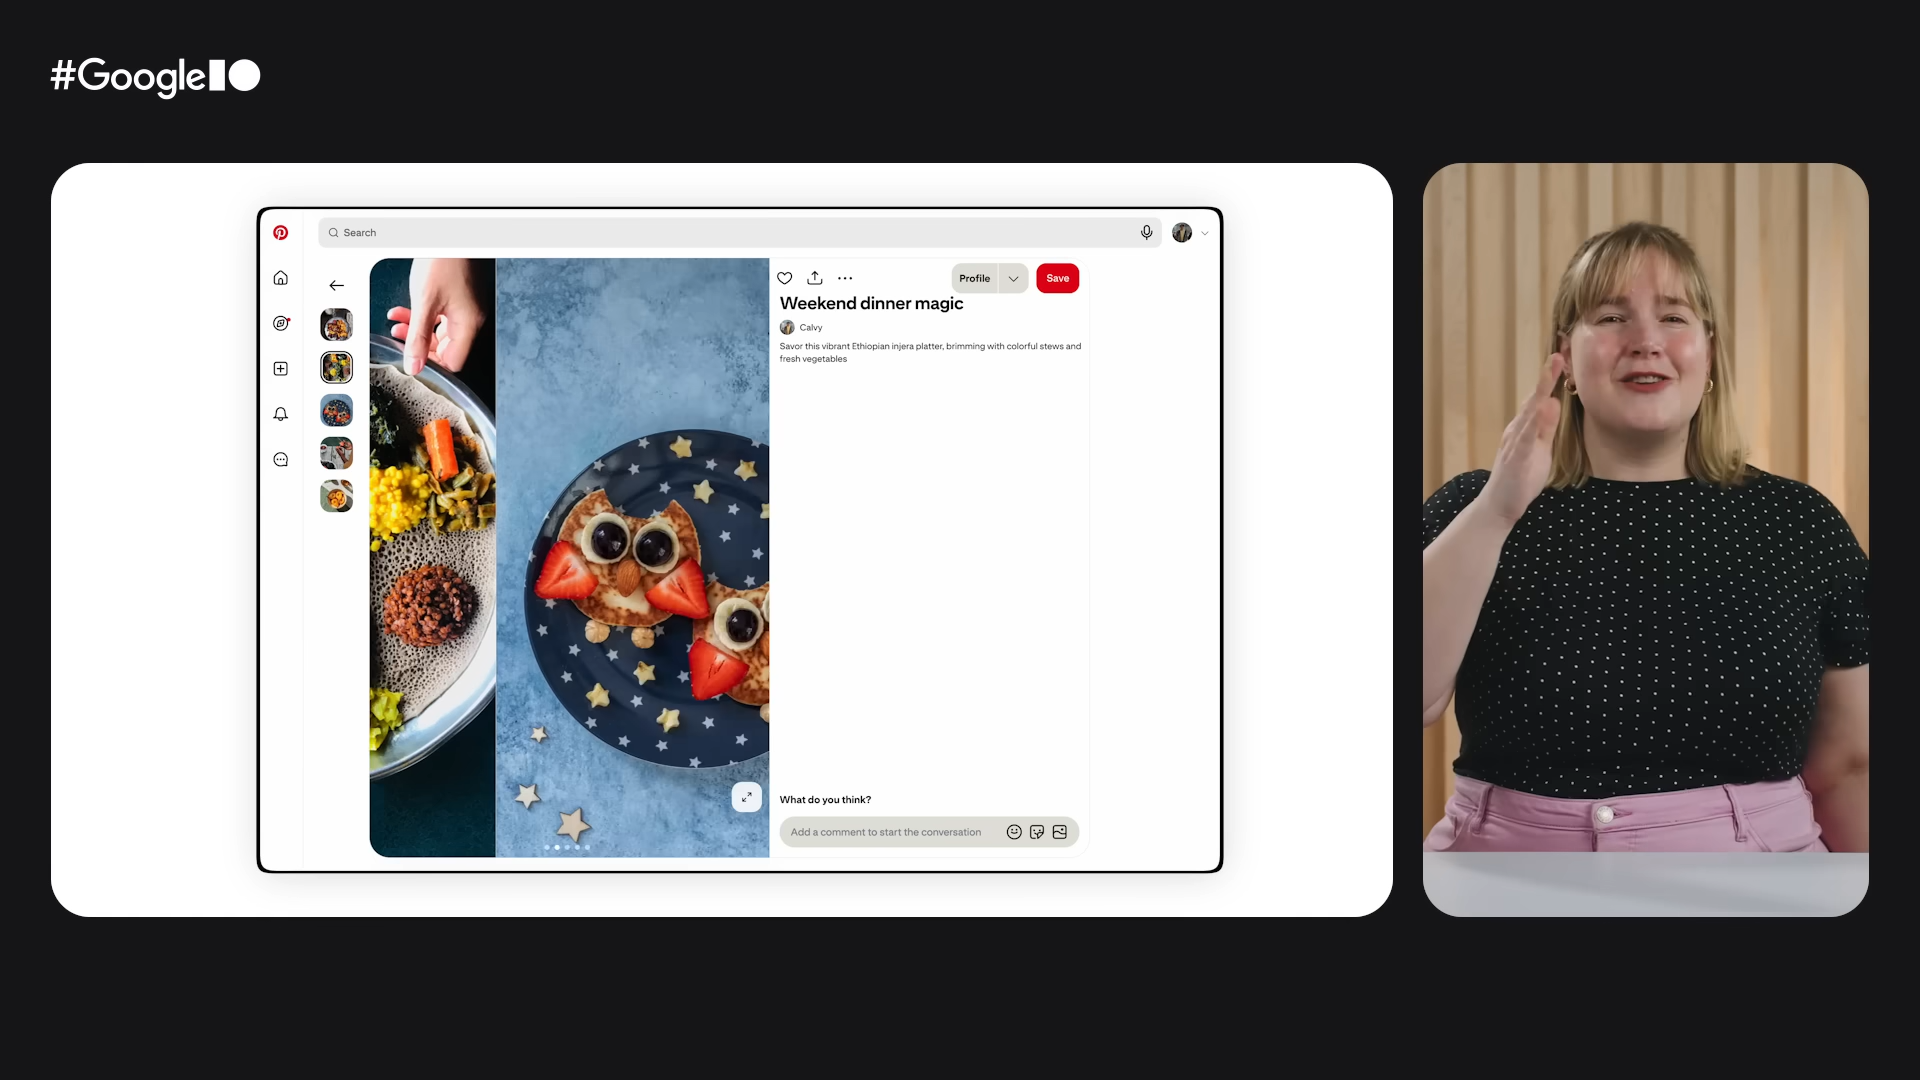 #GoogleIO
Search
Profile
Save
Weekend dinner magic
Calvy
Savor this vibrant Ethiopian injera platter, brimming with colorful stews and
fresh vegetables
What do you think?
Add a comment to start the conversation